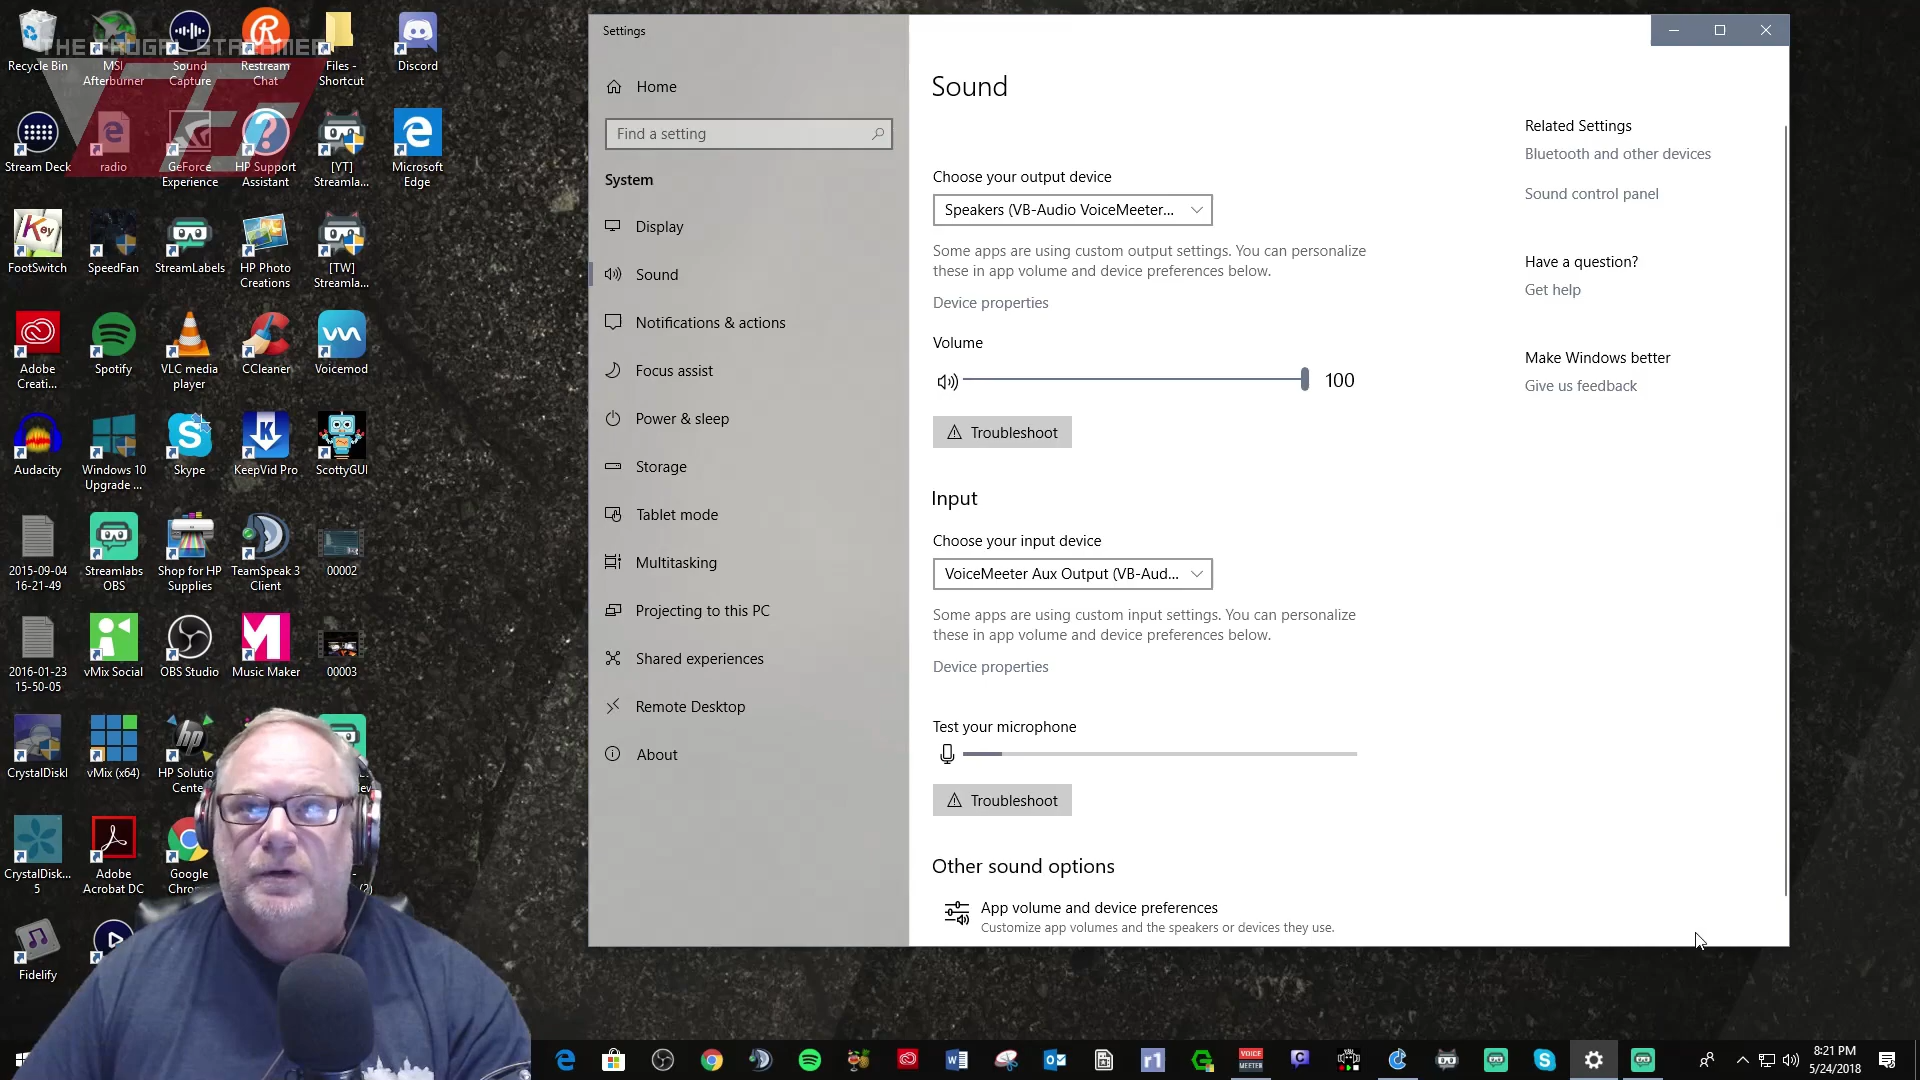 THE FRUGAL STREAMER
Recycle Bin
MSI
Afterburner
Sound
Capture
Restream
Chat
Files -
Shortcut
Discord
Stream Deck
radio
GeForce
Experience
HP Support
Assistant
[YT]
Streamla...
Microsoft
Edge
Key
FootSwitch
SpeedFan
StreamLabels
HP Photo
Creations
[TW]
Streamla...
Adobe
Creati...
Spotify
VLC media
player
CCleaner
Voicemod
Audacity
Windows 10
Upgrade ...
Skype
KeepVid Pro
ScottyGUI
2015-09-04
16-21-49
Streamlabs
OBS
Shop for HP
Supplies
TeamSpeak 3
Client
00002
2016-01-23
15-50-05
vMix Social
OBS Studio
Music Maker
00003
CrystalDiskI
vMix (x64)
HP Solutio
Cente
CrystalDisk...
5
Adobe
Acrobat DC
Google
Chro
(2)
Fidelify
Settings
Home
Find a setting
System
Display
Sound
Notifications & actions
Focus assist
Power & sleep
Storage
Tablet mode
Multitasking
Projecting to this PC
Shared experiences
Remote Desktop
About
Sound
Choose your output device
Speakers (VB-Audio VoiceMeeter...
Some apps are using custom output settings. You can personalize
these in app volume and device preferences below.
Device properties
Volume
100
Troubleshoot
Input
Choose your input device
VoiceMeeter Aux Output (VB-Aud...
Some apps are using custom input settings. You can personalize
these in app volume and device preferences below.
Device properties
Test your microphone
Troubleshoot
Other sound options
App volume and device preferences
Customize app volumes and the speakers or devices they use.
Related Settings
Bluetooth and other devices
Sound control panel
Have a question?
Get help
Make Windows better
Give us feedback
VOICE
MEETER
8:21 PM
5/24/2018